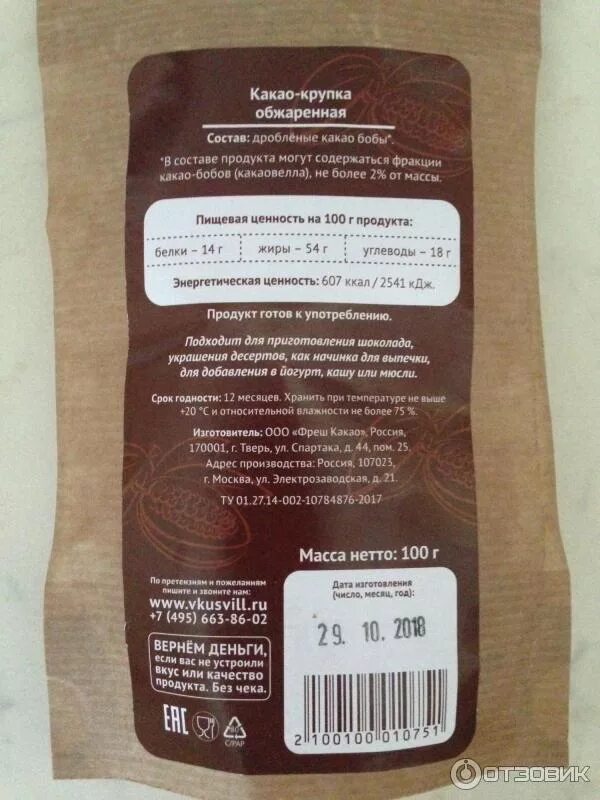 Какао-крупка
обжаренная
Состав: дробленые какао бобы*.
*В составе продукта могут содержаться фракции
какао-бобов (какаовелла), не более 2% от массы.
Пищевая ценность на 100 г продукта:
белки – 14 г жиры – 54 г углеводы – 18 г
Энергетическая ценность: 607 ккал / 2541 кДж.
Продукт готов к употреблению.
Подходит для приготовления шоколада,
украшения десертов, как начинка для выпечки,
для добавления в йогурт, кашу или мюсли.
Срок годности: 12 месяцев. Хранить при температуре не выше
+20 °С и относительной влажности не более 75 %.
Изготовитель: ООО «Фреш Какао», Россия,
170001, г. Тверь, ул. Спартака, д. 44, пом. 25.
Адрес производства: Россия, 107023,
г. Москва, ул. Электрозаводская, д. 21.
ТУ 01.27.14-002-10784876-2017
Масса нетто: 100 г
По претензиям и пожеланиям
пишите и звоните нам:
www.vkusvill.ru
+7 (495) 663-86-02
ВЕРНЁМ ДЕНЬГИ,
если вас не устроили
вкус или качество
продукта. Без чека.
Дата изготовления
(число, месяц, год):
29. 10. 2018
2 100100 010751
EAC
C/PAP
ОТЗОВИК